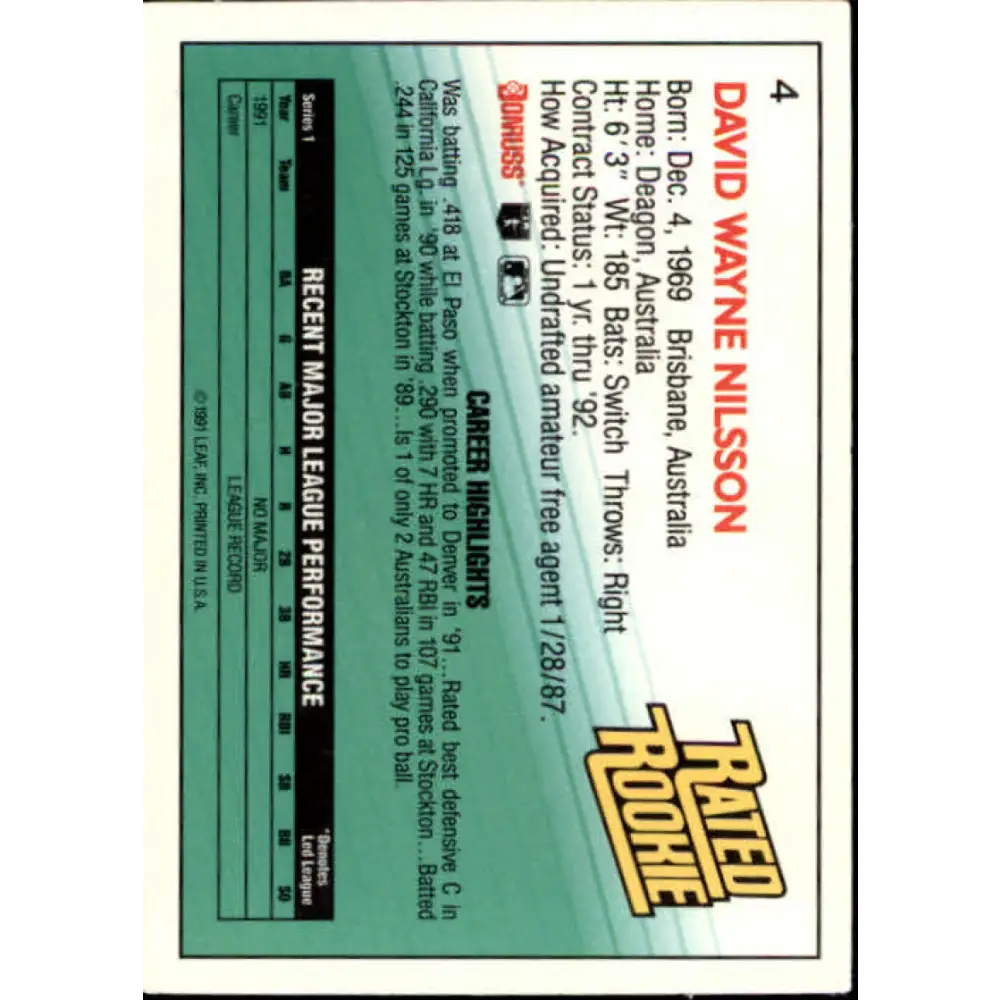 4
RATED
ROOKIE
DAVID WAYNE NILSSON
Born: Dec. 4, 1969 Brisbane, Australia
Home: Deagon, Australia
Ht: 6'3" Wt: 185 Bats: Switch Throws: Right
Contract Status: 1 yr. thru '92.
How Acquired: Undrafted amateur free agent 1/28/87.
DONRUSS
CAREER HIGHLIGHTS
Was batting .418 at El Paso when promoted to Denver in '91...Rated best defensive C in
California Lg. in '90 while batting .290 with 7 HR and 47 RBI in 107 games at Stockton...Batted
.244 in 125 games at Stockton in '89...Is 1 of only 2 Australians to play pro ball.
Series 1 RECENT MAJOR LEAGUE PERFORMANCE *Denotes
Led League
Year Team BA G AB H R 2B 3B HR RBI SB BB SO
1991 NO MAJOR
Career LEAGUE RECORD
© 1991 LEAF, INC. PRINTED IN U.S.A.